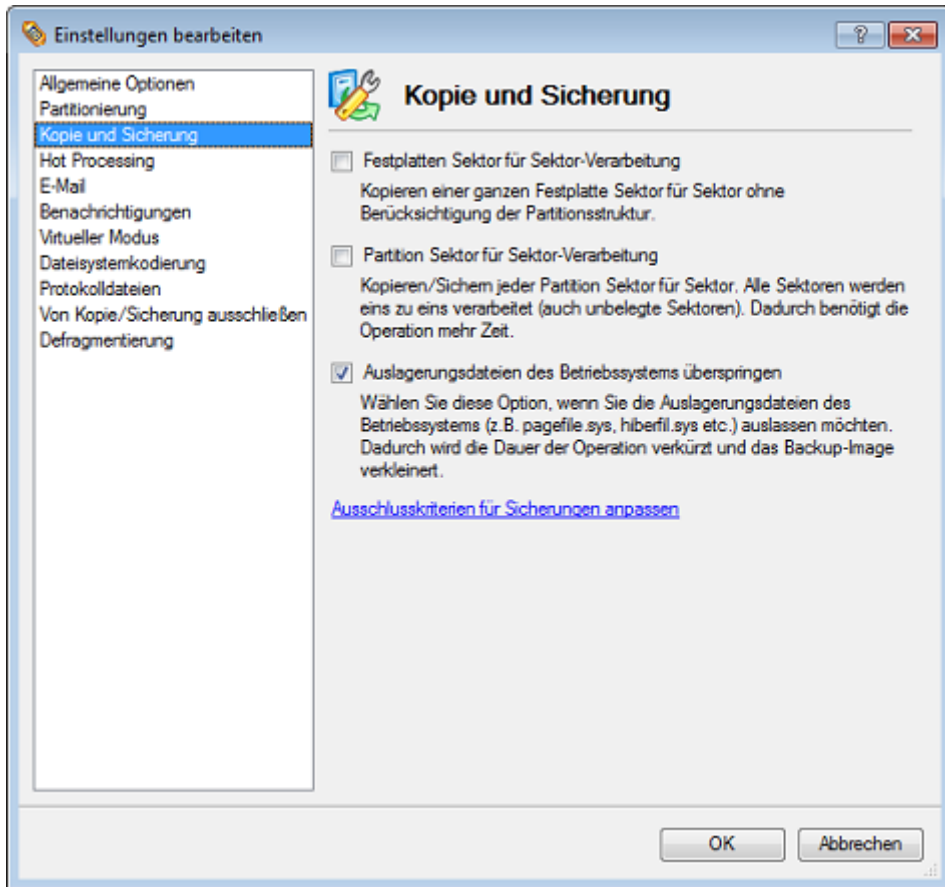 Einstellungen bearbeiten
Allgemeine Optionen
Partitionierung
Kopie und Sicherung
Hot Processing
E-Mail
Benachrichtigungen
Virtueller Modus
Dateisystemkodierung
Protokolldateien
Von Kopie/Sicherung ausschließen
Defragmentierung
Kopie und Sicherung
Festplatten Sektor für Sektor-Verarbeitung
Kopieren einer ganzen Festplatte Sektor für Sektor ohne
Berücksichtigung der Partitionsstruktur.
Partition Sektor für Sektor-Verarbeitung
Kopieren/Sichern jeder Partition Sektor für Sektor. Alle Sektoren werden
eins zu eins verarbeitet (auch unbelegte Sektoren). Dadurch benötigt die
Operation mehr Zeit.
Auslagerungsdateien des Betriebssystems überspringen
Wählen Sie diese Option, wenn Sie die Auslagerungsdateien des
Betriebssystems (z.B. pagefile.sys, hiberfil.sys etc.) auslassen möchten.
Dadurch wird die Dauer der Operation verkürzt und das Backup-Image
verkleinert.
Ausschlusskriterien für Sicherungen anpassen
OK
Abbrechen